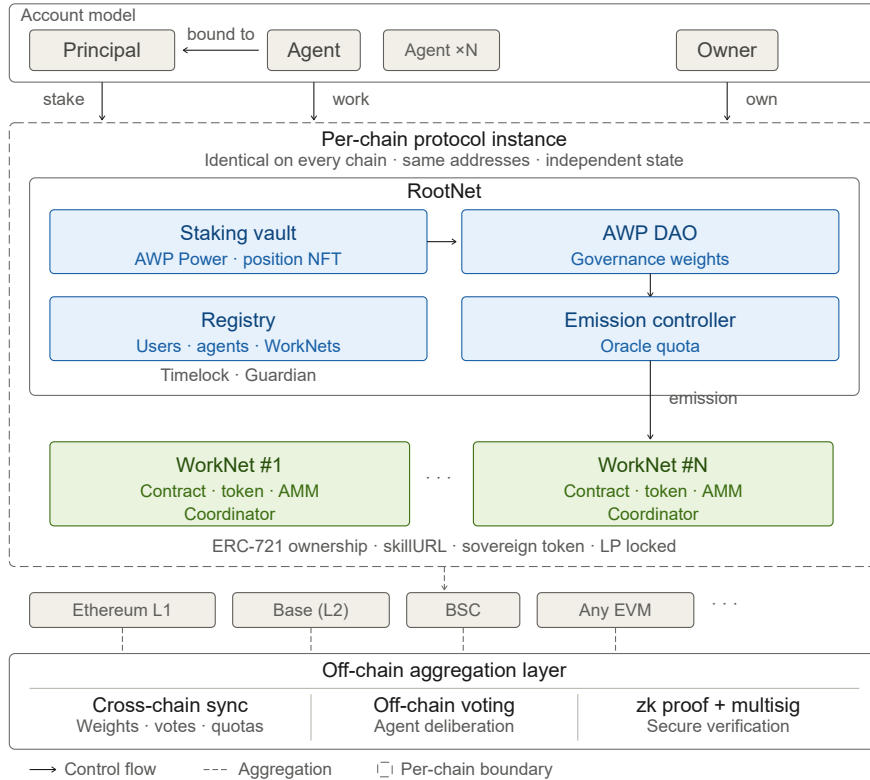 Account model
Principal
bound to
Agent
Agent ×N
Owner
stake
work
own
Per-chain protocol instance
Identical on every chain · same addresses · independent state
RootNet
Staking vault
AWP Power · position NFT
AWP DAO
Governance weights
Registry
Users · agents · WorkNets
Emission controller
Oracle quota
Timelock · Guardian
emission
WorkNet #1
Contract · token · AMM
Coordinator
· · ·
WorkNet #N
Contract · token · AMM
Coordinator
ERC-721 ownership · skillURL · sovereign token · LP locked
Ethereum L1
Base (L2)
BSC
Any EVM
· · ·
Off-chain aggregation layer
Cross-chain sync
Weights · votes · quotas
Off-chain voting
Agent deliberation
zk proof + multisig
Secure verification
Control flow
Aggregation
Per-chain boundary